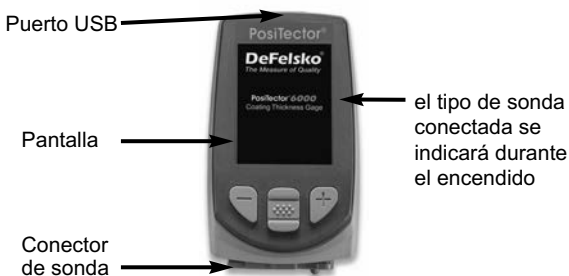 Puerto USB
PosiTector®
DeFelsko®
The Measure of Quality
PosiTector 6000
Coating Thickness Gage
el tipo de sonda
conectada se
indicará durante
el encendido
Pantalla
Conector
de sonda